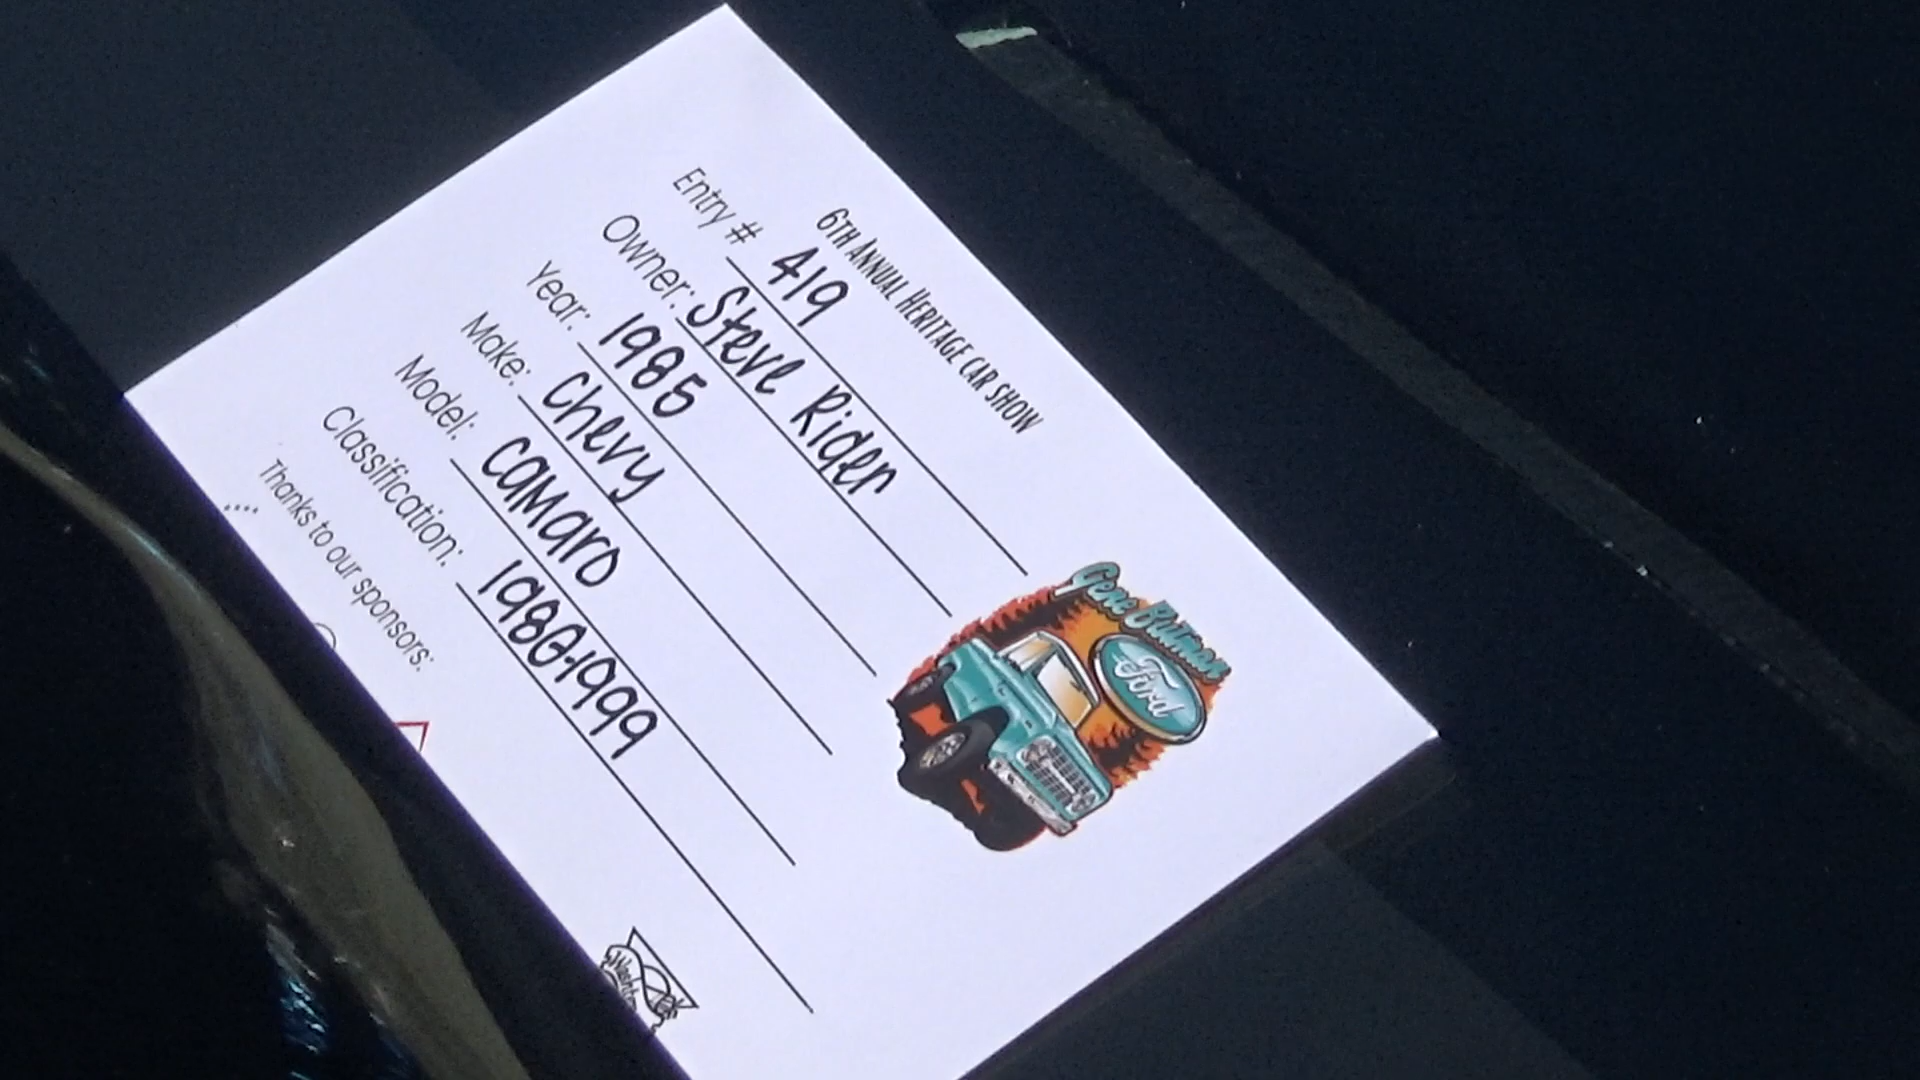 6TH ANNUAL HERITAGE CAR SHOW
Entry # 419
Owner: Steve Rider
Year: 1985
Make: Chevy
Model: Camaro
Classification: 1980-1999
Thanks to our sponsors:
Gene
Ford